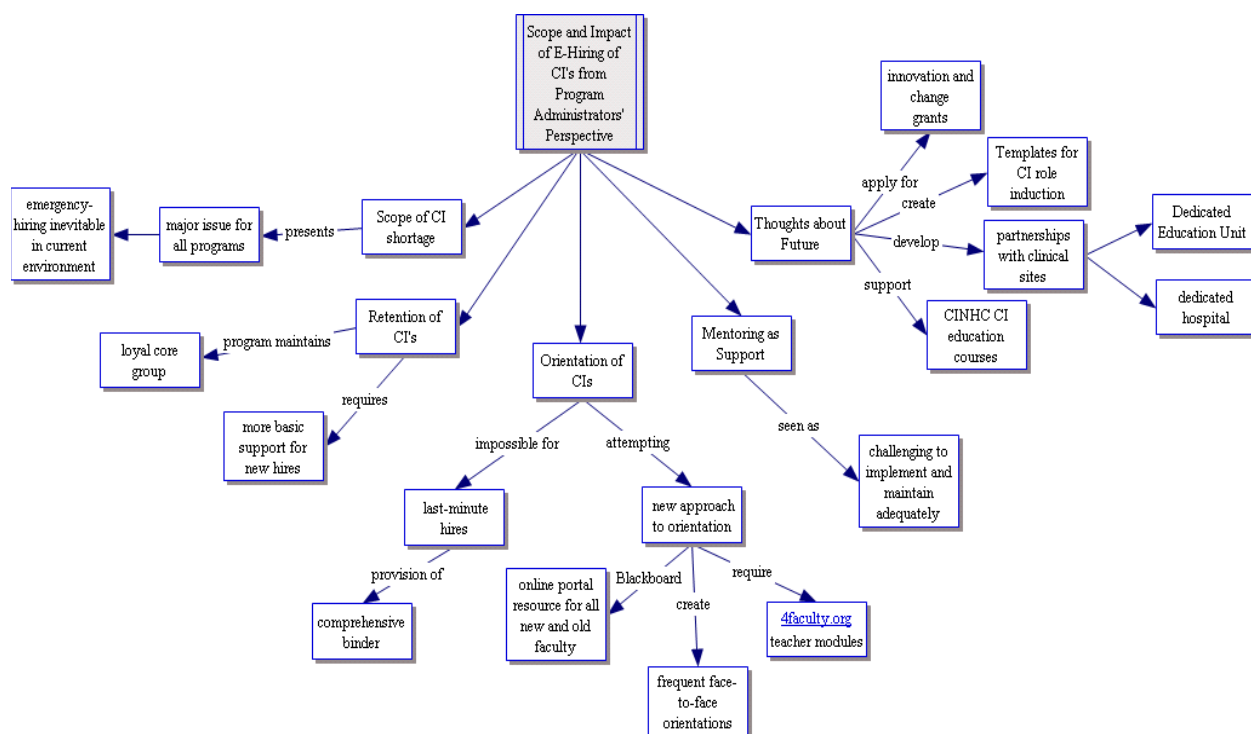 Scope and Impact
of E-Hiring of
CI's from
Program
Administrators'
Perspective
innovation and
change
grants
apply for
Templates for
CI role
induction
create
Thoughts about
Future
develop
partnerships
with clinical
sites
Dedicated
Education Unit
dedicated
hospital
support
CINHC CI
education
courses
Scope of CI
shortage
presents
major issue for
all programs
emergency-
hiring inevitable
in current
environment
Retention of
CI's
program maintains
loyal core
group
requires
more basic
support for
new hires
Orientation of
CIs
impossible for
last-minute
hires
provision of
comprehensive
binder
attempting
new approach
to orientation
Blackboard
online portal
resource for all
new and old
faculty
create
frequent face-
to-face
orientations
require
4faculty.org
teacher modules
Mentoring as
Support
seen as
challenging to
implement and
maintain
adequately